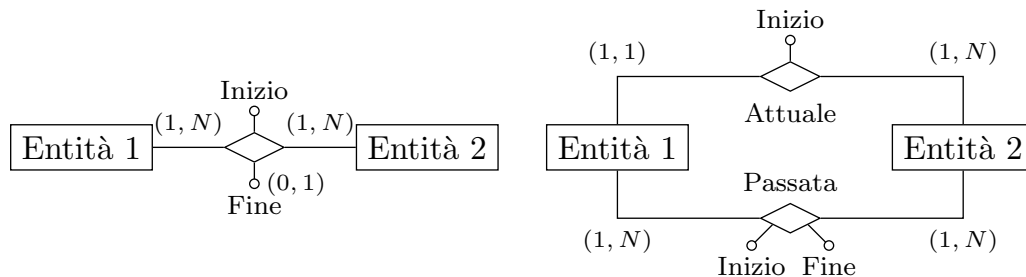 Inizio
Entità 1
(1, N)
(1, N)
Entità 2
(0, 1)
Fine
Inizio
(1, 1)
(1, N)
Attuale
Entità 1
Entità 2
Passata
(1, N)
(1, N)
Inizio
Fine